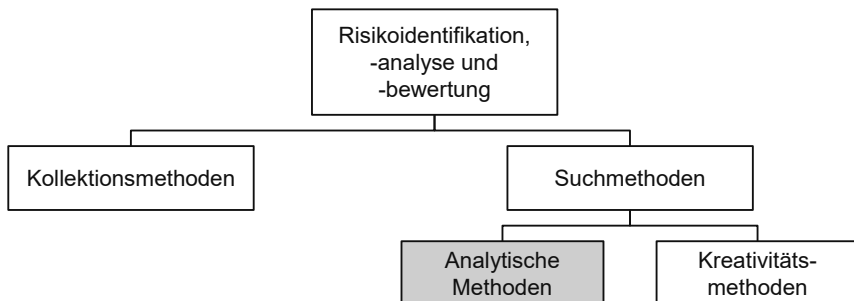 Risikoidentifikation,
-analyse und
-bewertung
Kollektionsmethoden
Suchmethoden
Analytische
Methoden
Kreativitäts-
methoden